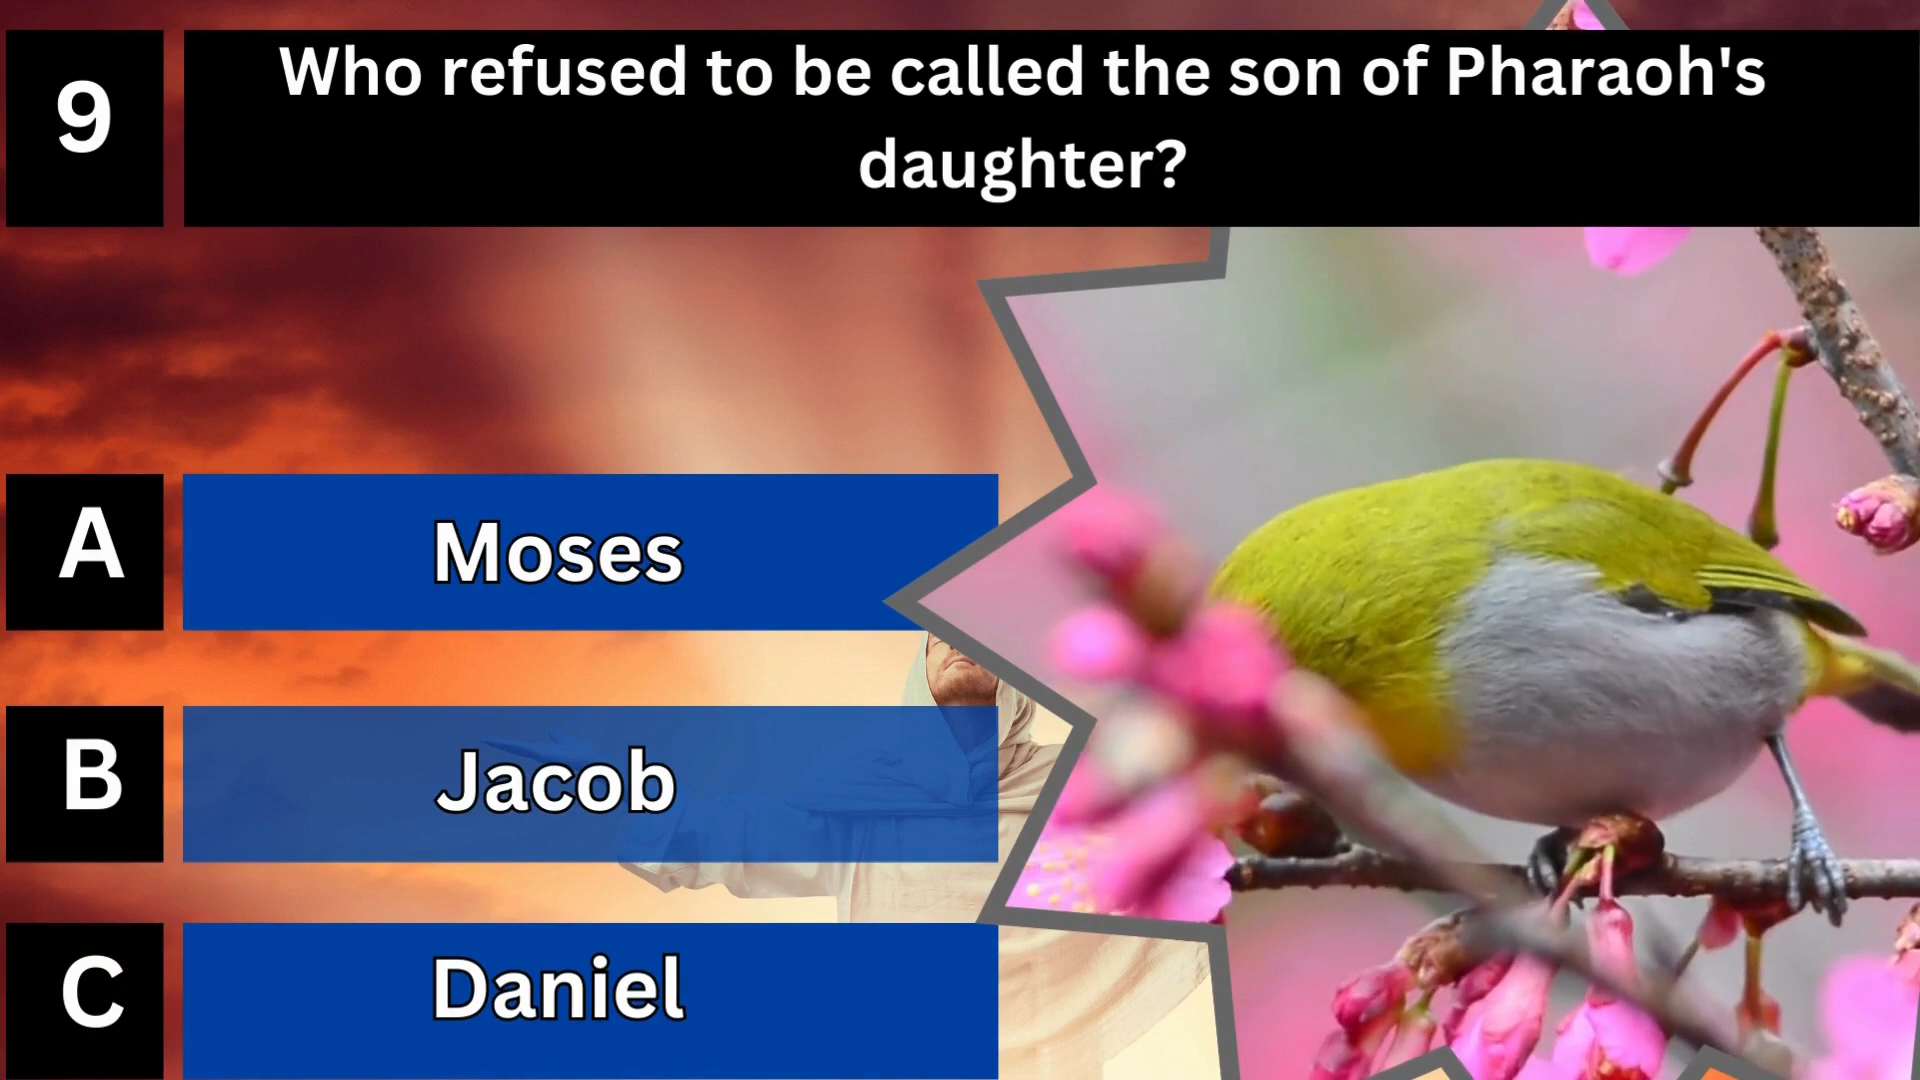 9
Who refused to be called the son of Pharaoh's
daughter?
A
Moses
B
Jacob
C
Daniel